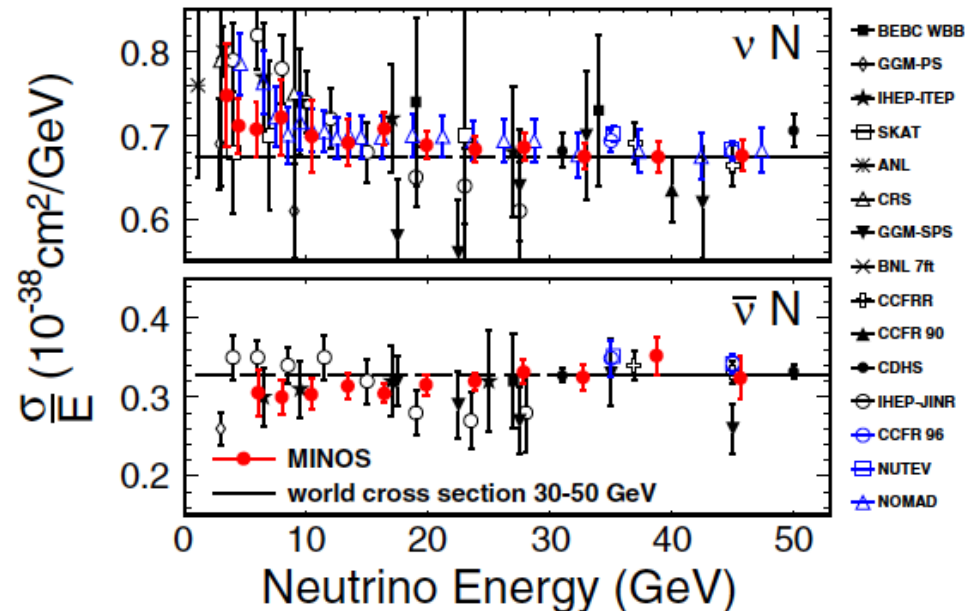 σ/E (10⁻³⁸cm²/GeV)
0.8
0.7
0.6
ν N
0.4
0.3
0.2
ν̅ N
MINOS
world cross section 30-50 GeV
0 10 20 30 40 50
Neutrino Energy (GeV)
BEBC WBB
GGM-PS
IHEP-ITEP
SKAT
ANL
CRS
GGM-SPS
BNL 7ft
CCFRR
CCFR 90
CDHS
IHEP-JINR
CCFR 96
NUTEV
NOMAD